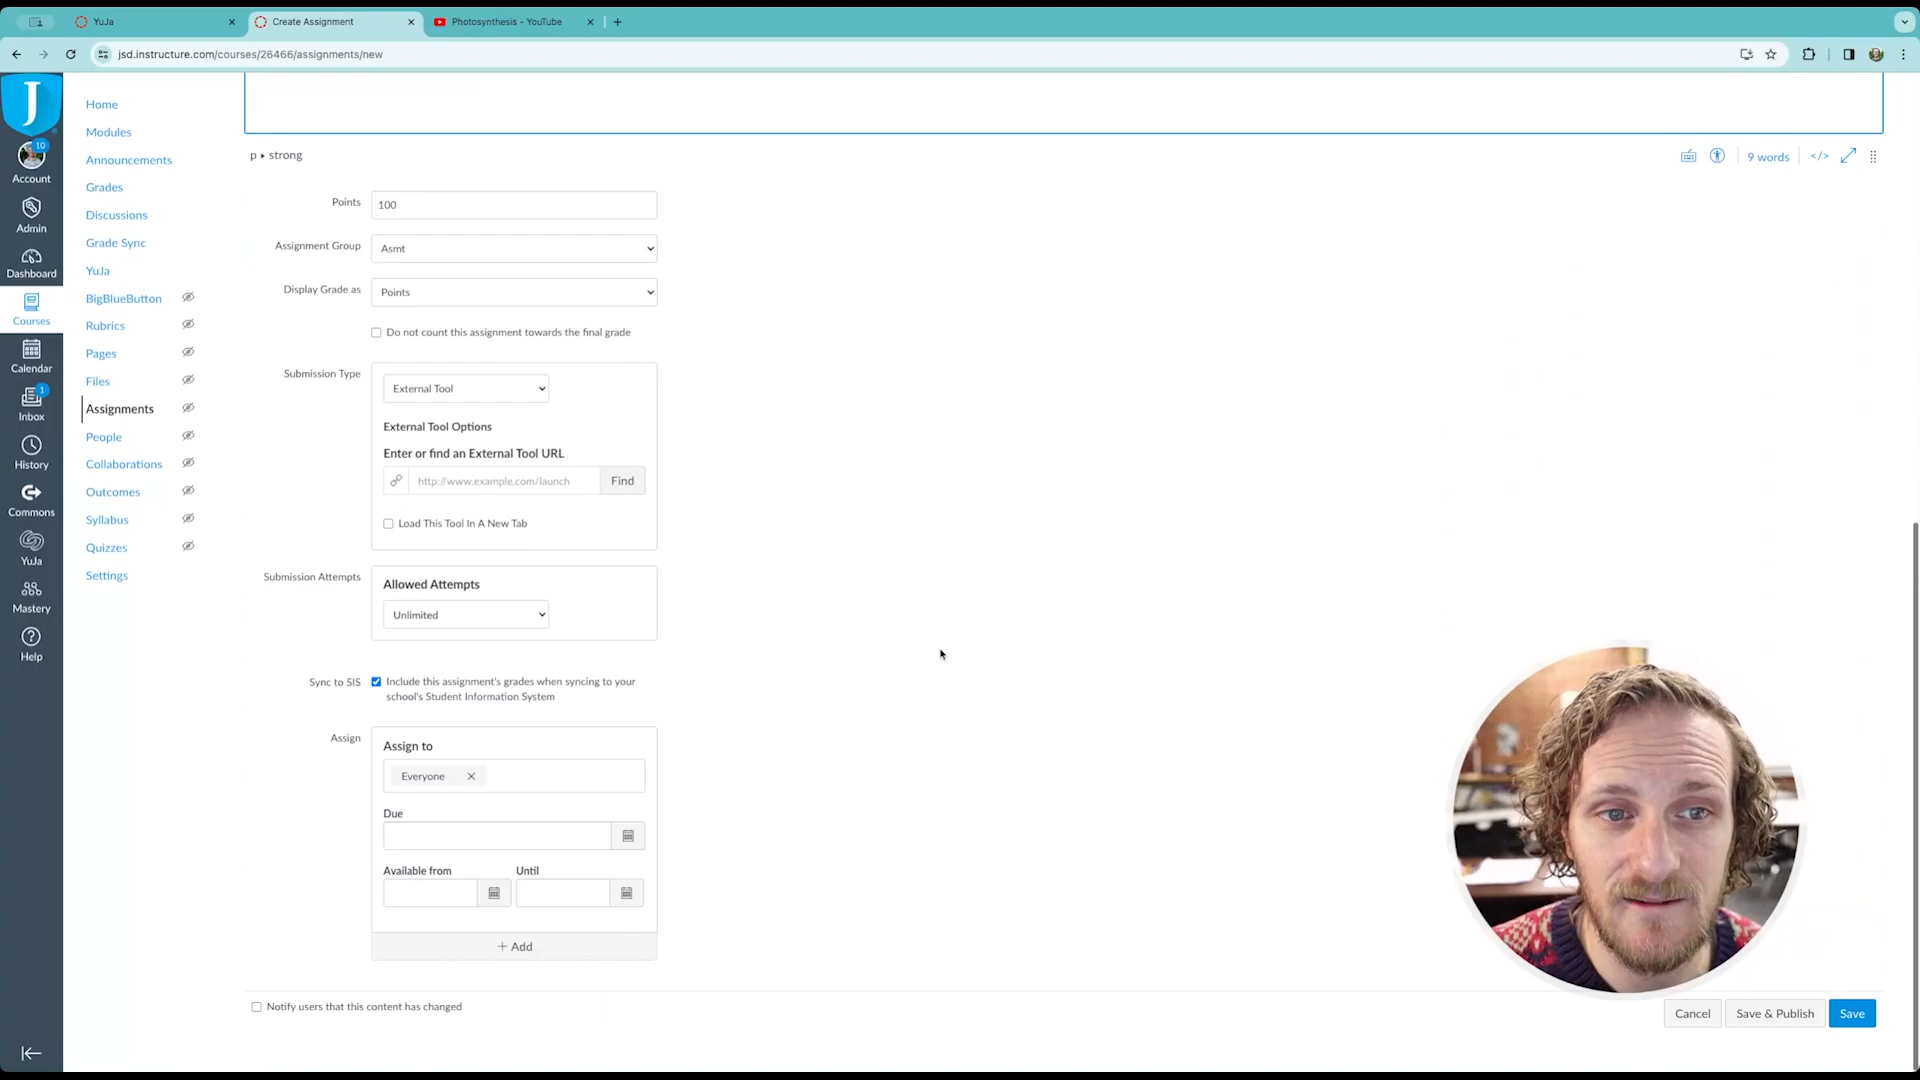 YuJa
Create Assignment
Photosynthesis - YouTube
jsd.instructure.com/courses/26466/assignments/new
J
10
Account
Admin
Dashboard
Courses
Calendar
1
Inbox
History
Commons
YuJa
Mastery
Help
Home
Modules
Announcements
Grades
Discussions
Grade Sync
YuJa
BigBlueButton
Rubrics
Pages
Files
Assignments
People
Collaborations
Outcomes
Syllabus
Quizzes
Settings
p ▸ strong
9 words
</>
Points
100
Assignment Group
Asmt
Display Grade as
Points
Do not count this assignment towards the final grade
Submission Type
External Tool
External Tool Options
Enter or find an External Tool URL
http://www.example.com/launch
Find
Load This Tool In A New Tab
Submission Attempts
Allowed Attempts
Unlimited
Sync to SIS
Include this assignment's grades when syncing to your
school's Student Information System
Assign
Assign to
Everyone
Due
Available from
Until
+ Add
Notify users that this content has changed
Cancel
Save & Publish
Save